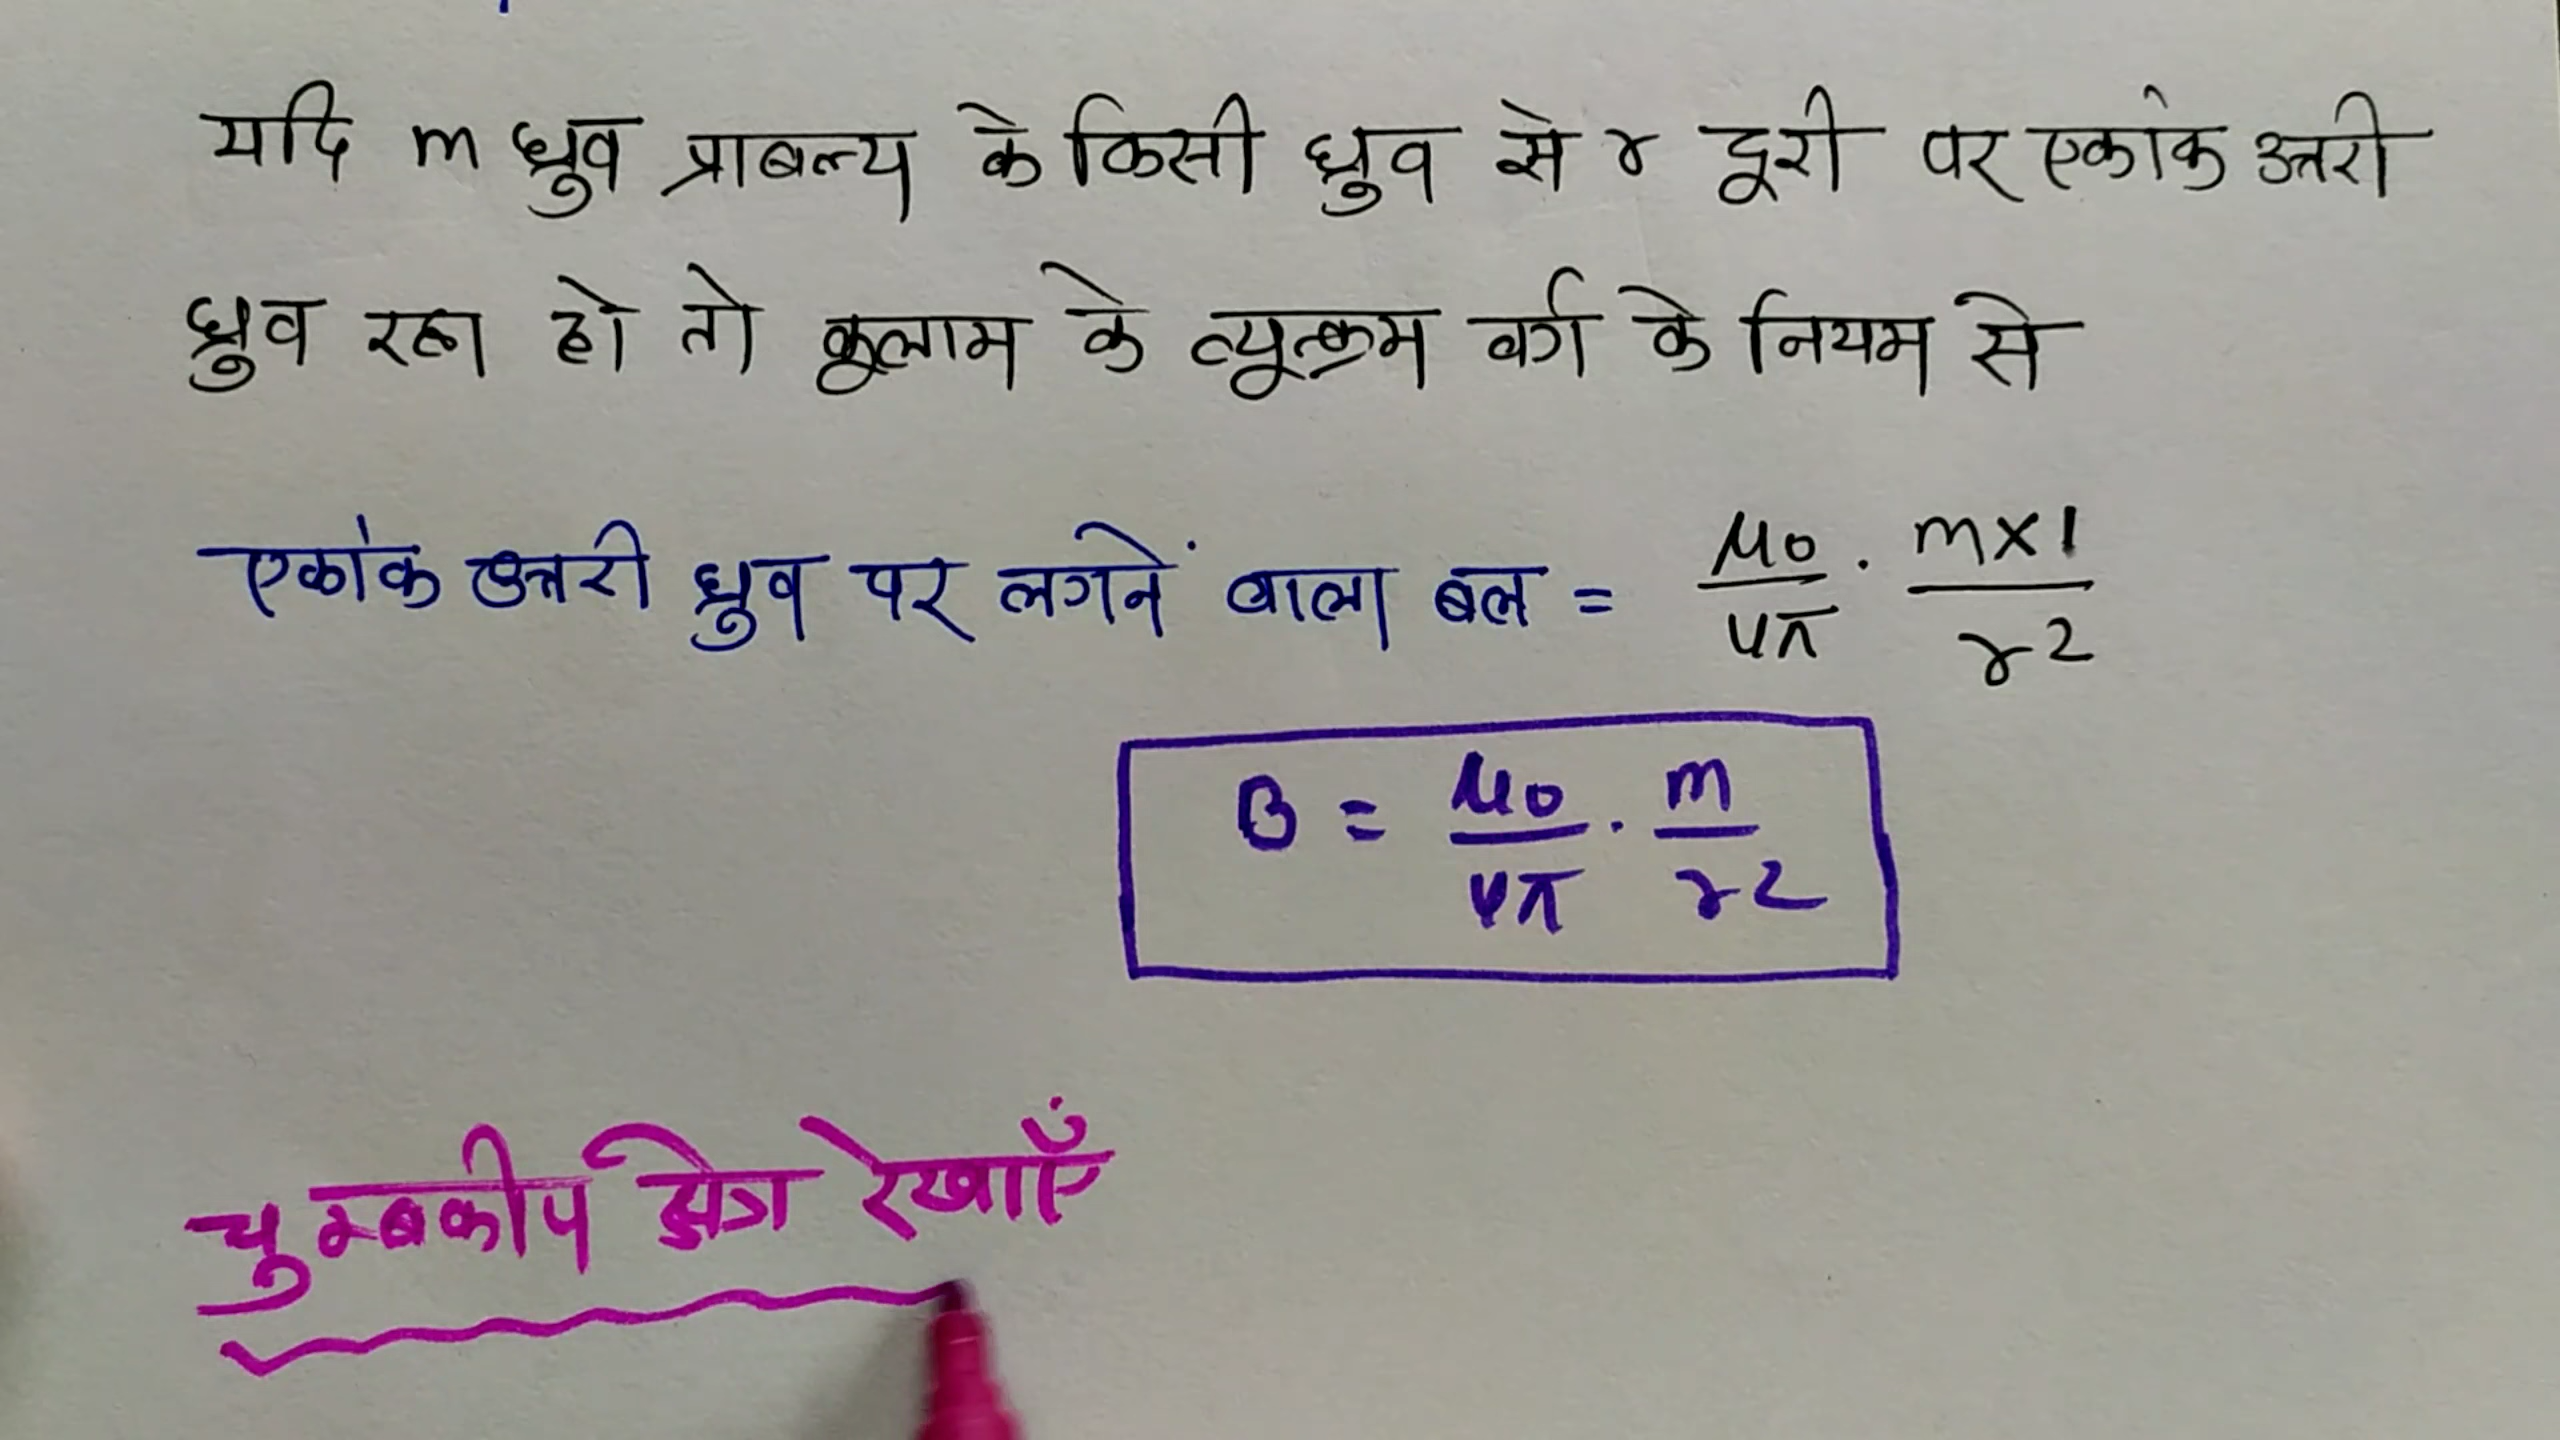 यदि m ध्रुव प्राबल्य के किसी ध्रुव से r दूरी पर एकांक उत्तरी
ध्रुव रखा हो तो कूलाम के व्यूत्क्रम वर्ग के नियम से
एकांक उत्तरी ध्रुव पर लगनें वाला बल = μ0/4π . m×1/r2
B = μ0/4π . m/r2
चुम्बकीय क्षेत्र रेखाएँ